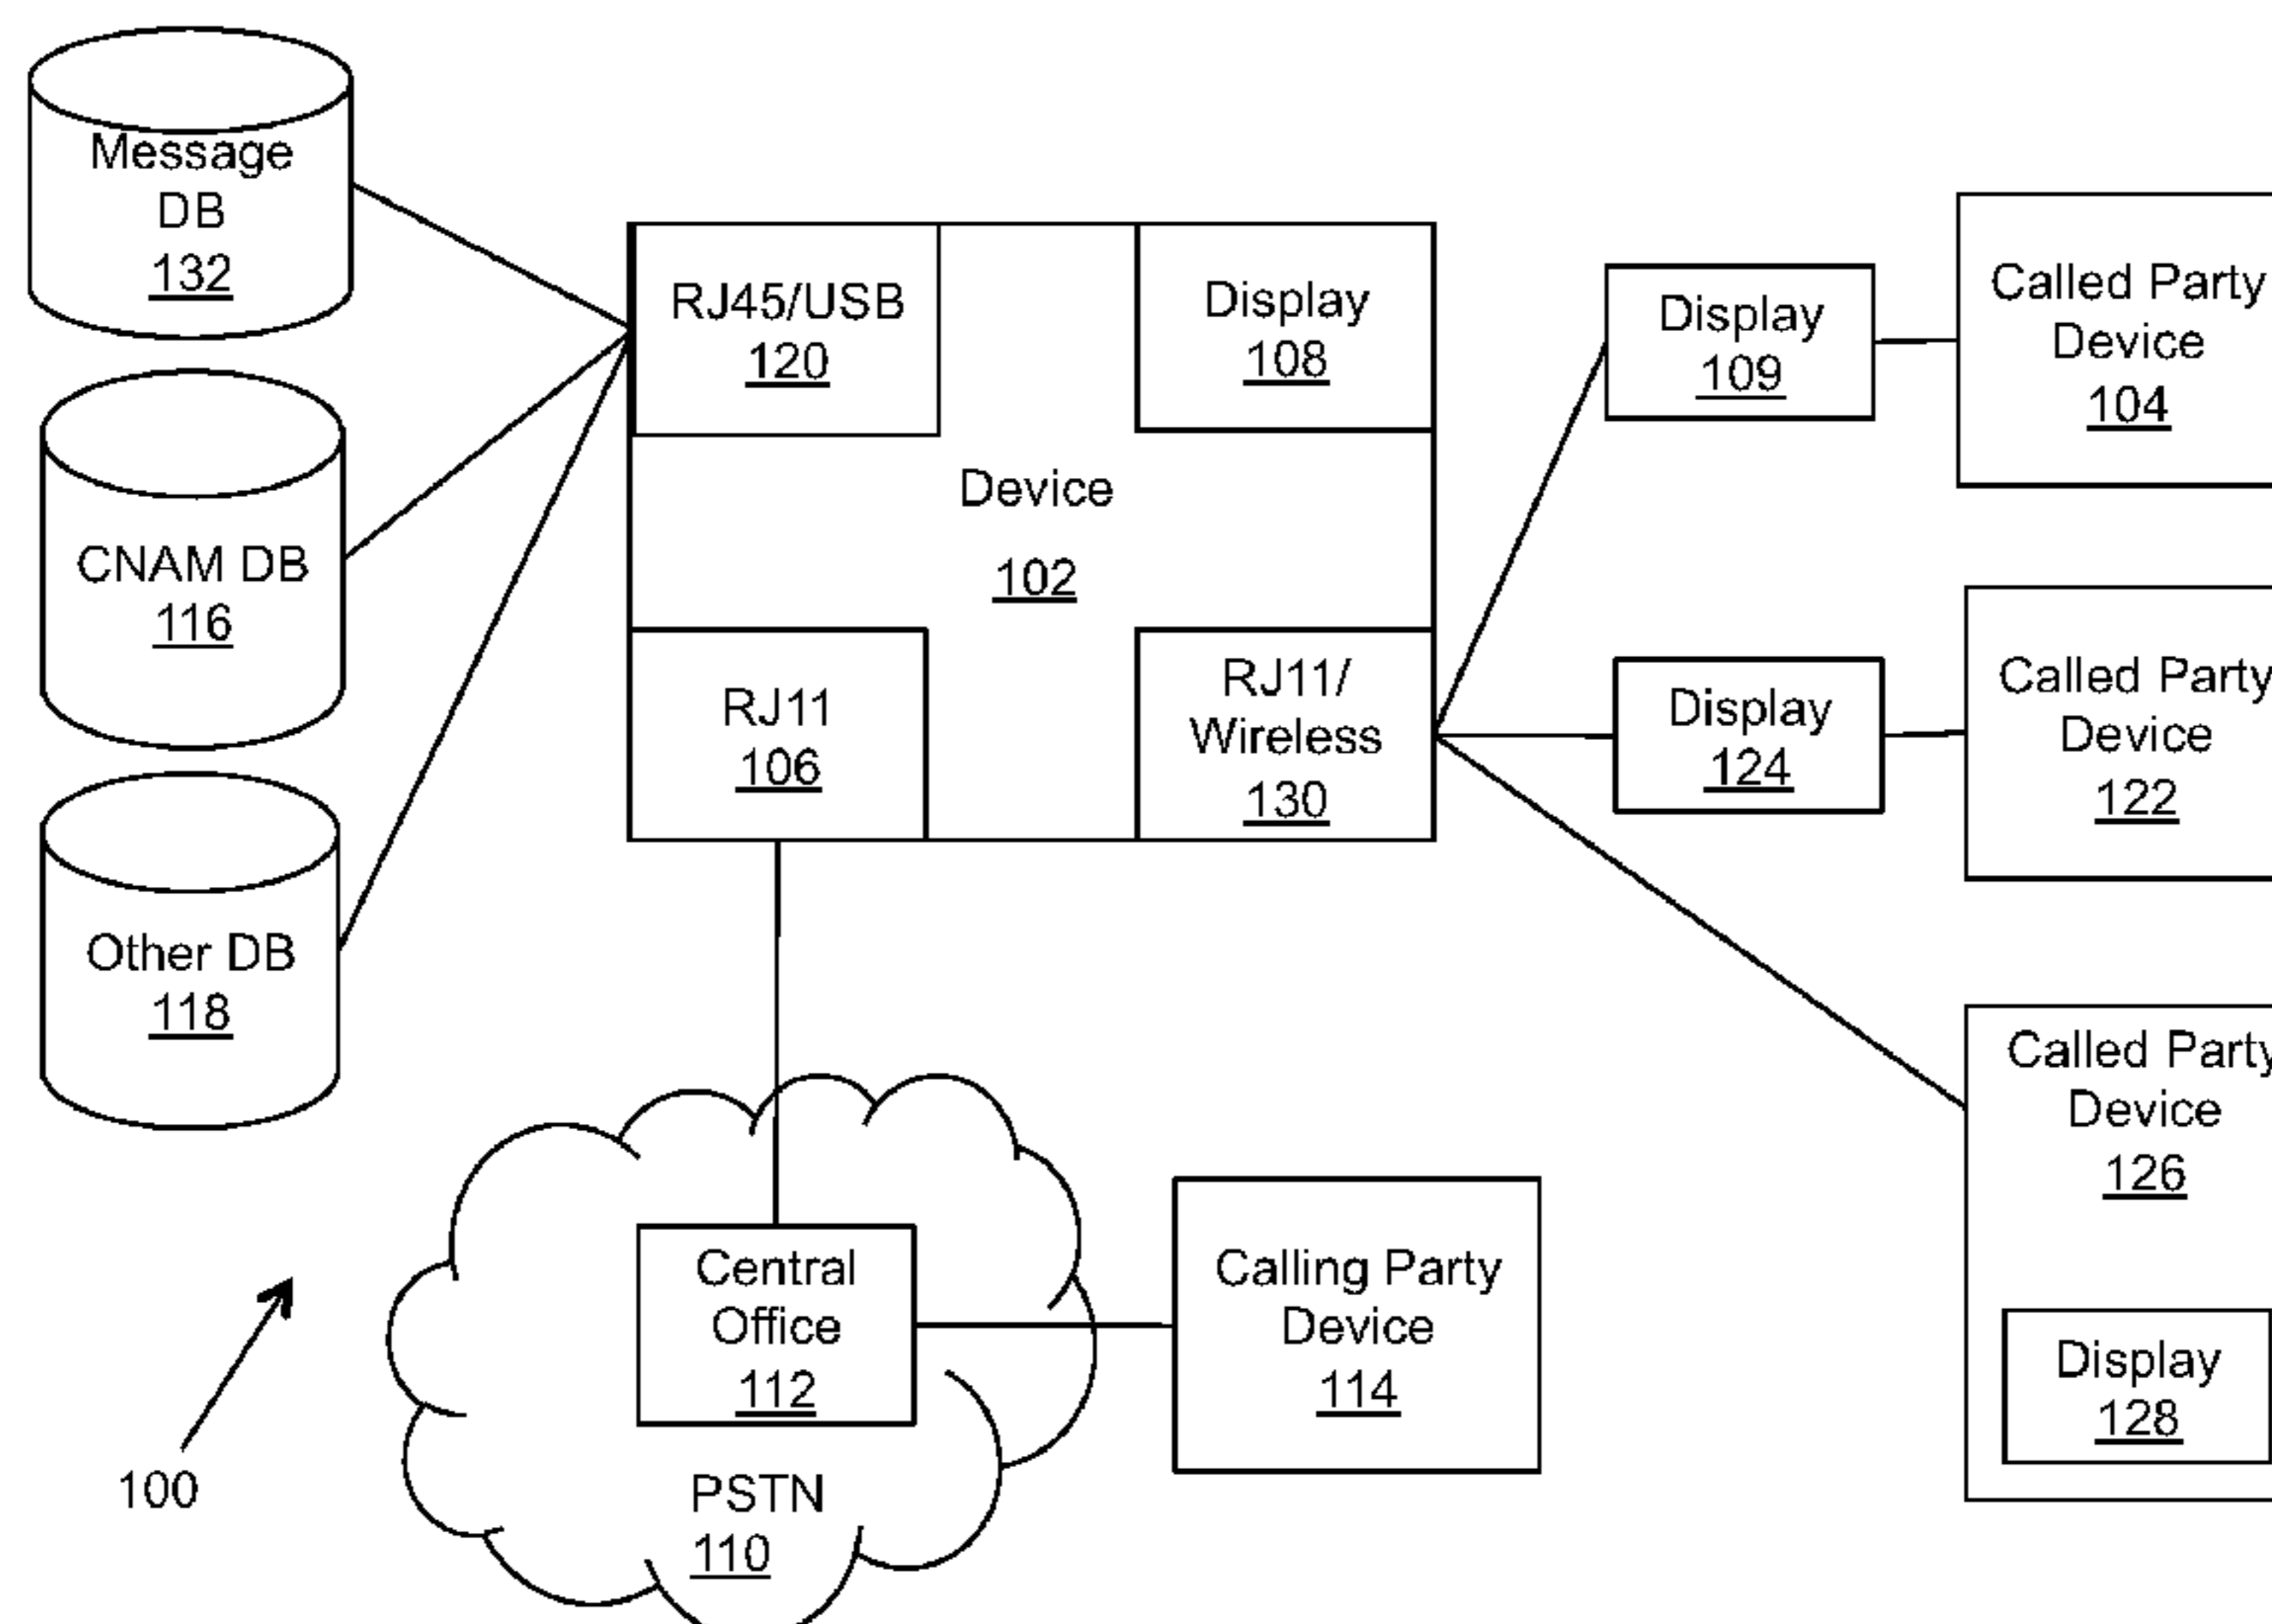 Message
DB
132
CNAM DB
116
Other DB
118
RJ45/USB
120
Display
108
Device
102
RJ11
106
RJ11/
Wireless
130
Display
109
Called Party
Device
104
Display
124
Called Party
Device
122
Called Party
Device
126
Display
128
Central
Office
112
Calling Party
Device
114
PSTN
110
100